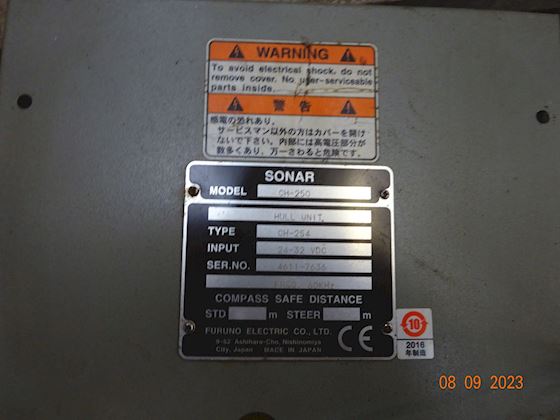 WARNING
To avoid electrical shock, do not
remove cover. No user-serviceable
parts inside.
警告
感電の恐れあり。
サービスマン以外の方はカバーを開け
ないで下さい。内部には高電圧部分が
数多くあり、万一さわると危険です。
SONAR
MODEL CH-250
HULL UNIT,
TYPE CH-254
INPUT 24-32 VDC
SER.NO. 4611-7636
FREQ. 60KHz
COMPASS SAFE DISTANCE
STD m STEER m
FURUNO ELECTRIC CO., LTD.
9-52 Ashihara-Cho, Nishinomiya
City, Japan MADE IN JAPAN
CE
10
2016
年製造
08 09 2023